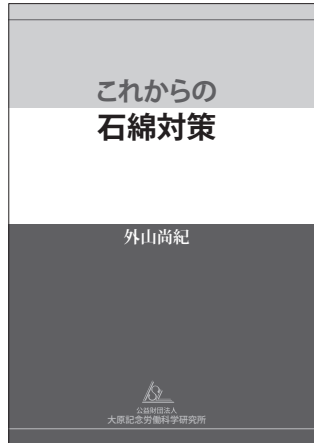 これからの
石綿対策
外山尚紀
公益財団法人
大原記念労働科学研究所